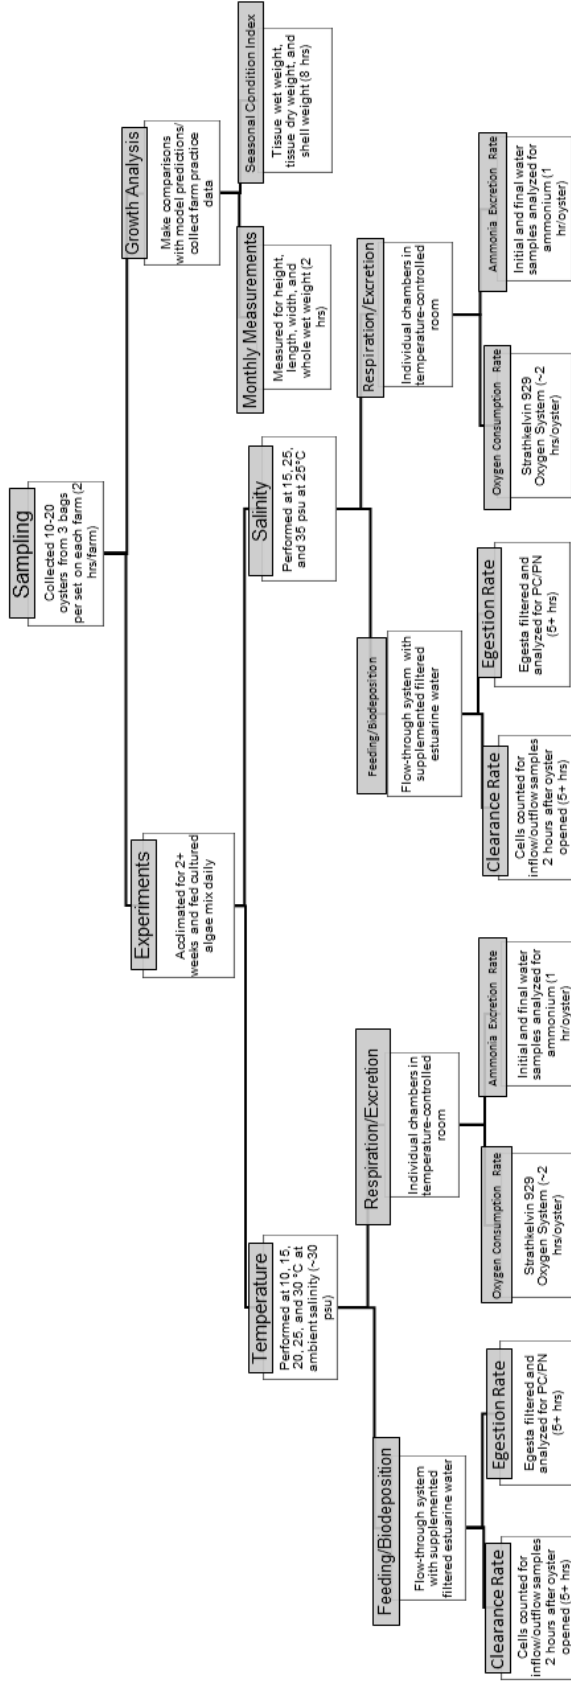 Sampling
Collected 10-20
oysters from 3 bags
per set on each farm (2
hrs/farm)
Experiments
Acclimated for 2+
weeks and fed cultured
algae mix daily
Growth Analysis
Make comparisons
with model predictions/
collect farm practice
data
Temperature
Performed at 10, 15,
20, 25, and 30 °C at
ambient salinity (~30
psu)
Salinity
Performed at 15, 25,
and 35 psu at 25°C
Monthly Measurements
Measured for height,
length, width, and
whole wet weight (2
hrs)
Seasonal Condition Index
Tissue wet weight,
tissue dry weight, and
shell weight (8 hrs)
Feeding/Biodeposition
Flow-through system
with supplemented
filtered estuarine water
Respiration/Excretion
Individual chambers in
temperature-controlled
room
Feeding/Biodeposition
Flow-through system with
supplemented filtered
estuarine water
Respiration/Excretion
Individual chambers in
temperature-controlled
room
Clearance Rate
Cells counted for
inflow/outflow samples
2 hours after oyster
opened (5+ hrs)
Egestion Rate
Egesta filtered and
analyzed for PC/PN
(5+ hrs)
Oxygen Consumption Rate
Strathkelvin 929
Oxygen System (~2
hrs/oyster)
Ammonia Excretion Rate
Initial and final water
samples analyzed for
ammonium (1
hr/oyster)
Clearance Rate
Cells counted for
inflow/outflow samples
2 hours after oyster
opened (5+ hrs)
Egestion Rate
Egesta filtered and
analyzed for PC/PN
(5+ hrs)
Oxygen Consumption Rate
Strathkelvin 929
Oxygen System (~2
hrs/oyster)
Ammonia Excretion Rate
Initial and final water
samples analyzed for
ammonium (1
hr/oyster)